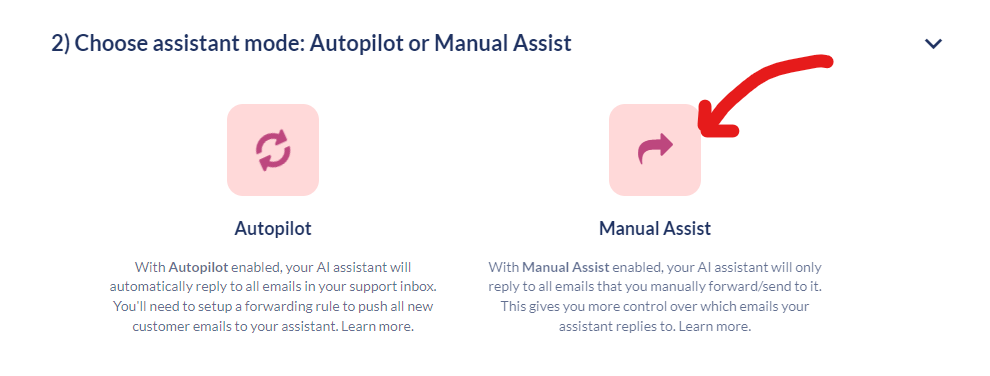 2) Choose assistant mode: Autopilot or Manual Assist
Autopilot
With Autopilot enabled, your AI assistant will
automatically reply to all emails in your support inbox.
You'll need to setup a forwarding rule to push all new
customer emails to your assistant. Learn more.
Manual Assist
With Manual Assist enabled, your AI assistant will only
reply to all emails that you manually forward/send to it.
This gives you more control over which emails your
assistant replies to. Learn more.